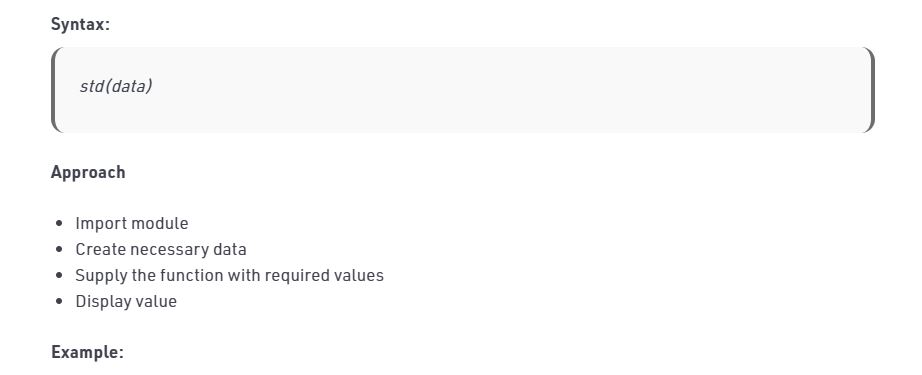 Syntax:
std(data)
Approach
Import module
Create necessary data
Supply the function with required values
Display value
Example: